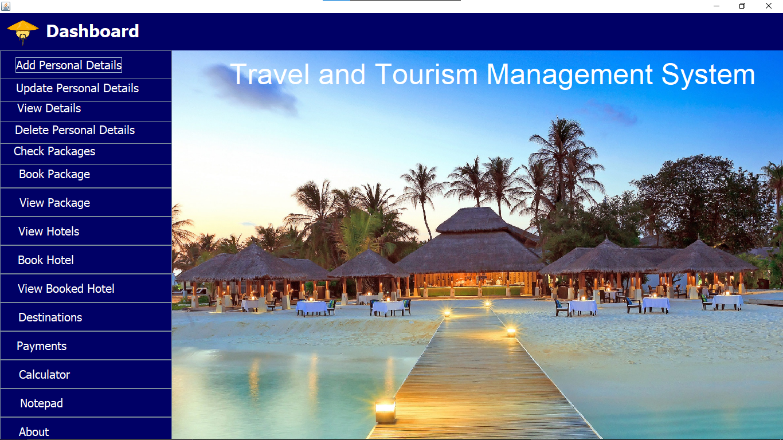 Dashboard
Travel and Tourism Management System
Add Personal Details
Update Personal Details
View Details
Delete Personal Details
Check Packages
Book Package
View Package
View Hotels
Book Hotel
View Booked Hotel
Destinations
Payments
Calculator
Notepad
About